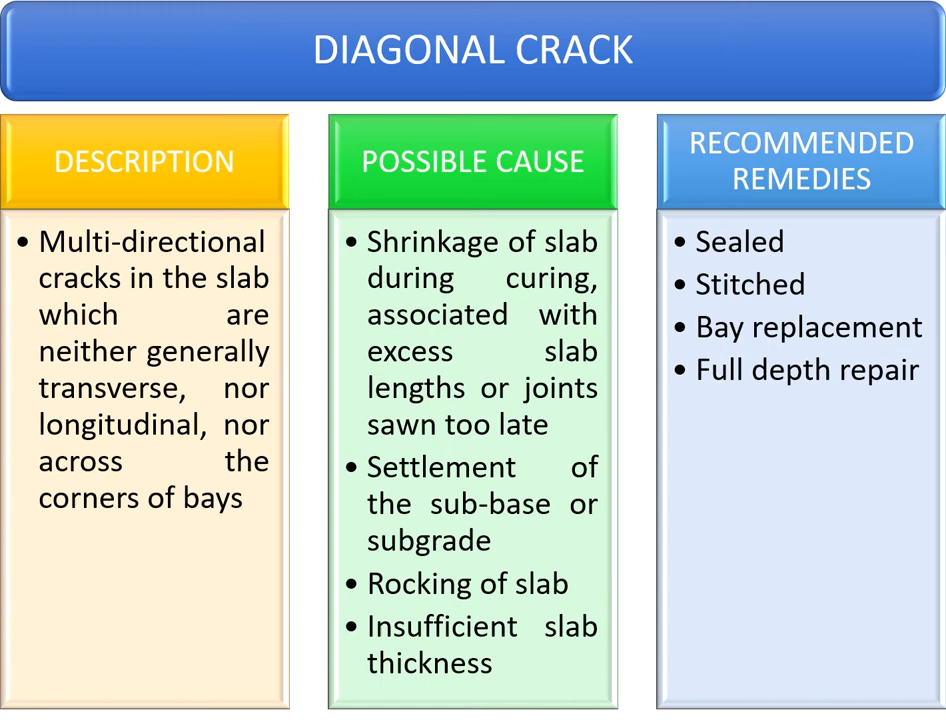 DIAGONAL CRACK
DESCRIPTION
• Multi-directional
cracks in the slab
which are
neither generally
transverse, nor
longitudinal, nor
across the
corners of bays
POSSIBLE CAUSE
• Shrinkage of slab
during curing,
associated with
excess slab
lengths or joints
sawn too late
• Settlement of
the sub-base or
subgrade
• Rocking of slab
• Insufficient slab
thickness
RECOMMENDED
REMEDIES
• Sealed
• Stitched
• Bay replacement
• Full depth repair